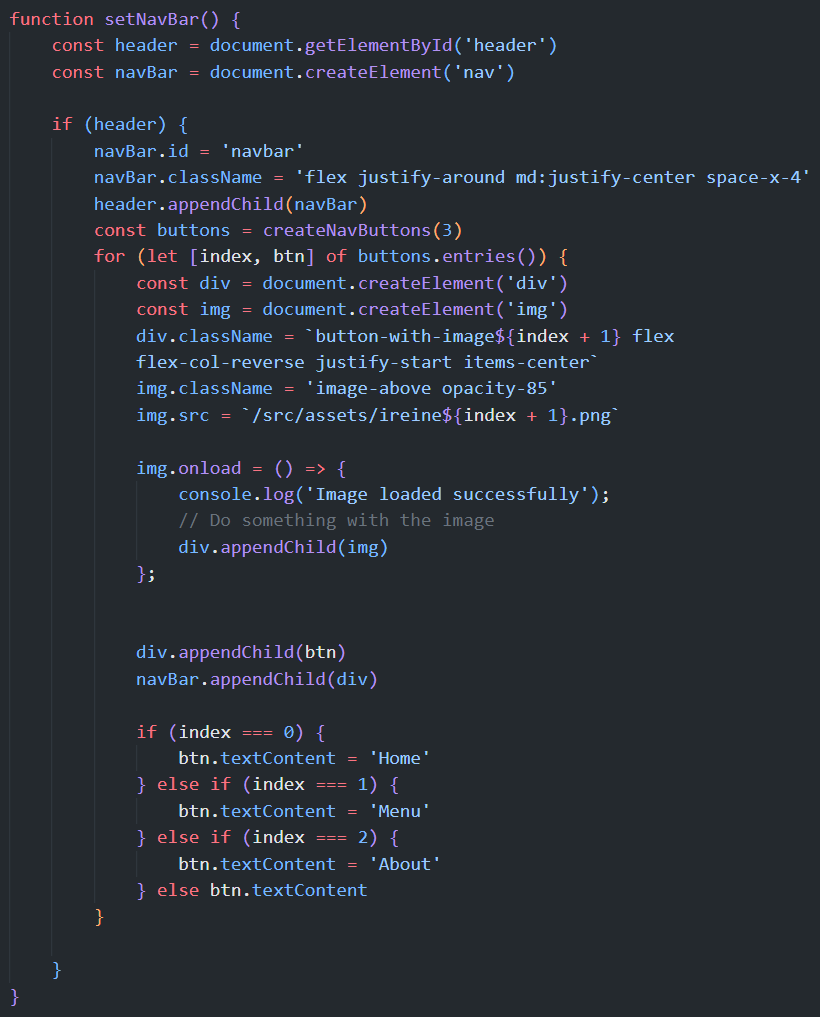 function setNavBar() {
    const header = document.getElementById('header')
    const navBar = document.createElement('nav')

    if (header) {
        navBar.id = 'navbar'
        navBar.className = 'flex justify-around md:justify-center space-x-4'
        header.appendChild(navBar)
        const buttons = createNavButtons(3)
        for (let [index, btn] of buttons.entries()) {
            const div = document.createElement('div')
            const img = document.createElement('img')
            div.className = `button-with-image${index + 1} flex
            flex-col-reverse justify-start items-center`
            img.className = 'image-above opacity-85'
            img.src = `/src/assets/ireine${index + 1}.png`

            img.onload = () => {
                console.log('Image loaded successfully');
                // Do something with the image
                div.appendChild(img)
            };


            div.appendChild(btn)
            navBar.appendChild(div)

            if (index === 0) {
                btn.textContent = 'Home'
            } else if (index === 1) {
                btn.textContent = 'Menu'
            } else if (index === 2) {
                btn.textContent = 'About'
            } else btn.textContent
        }

    }
}